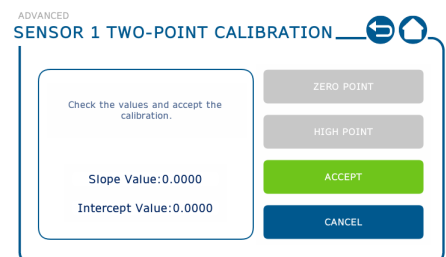 ADVANCED
SENSOR 1 TWO-POINT CALIBRATION
Check the values and accept the
calibration.
Slope Value:0.0000
Intercept Value:0.0000
ZERO POINT
HIGH POINT
ACCEPT
CANCEL